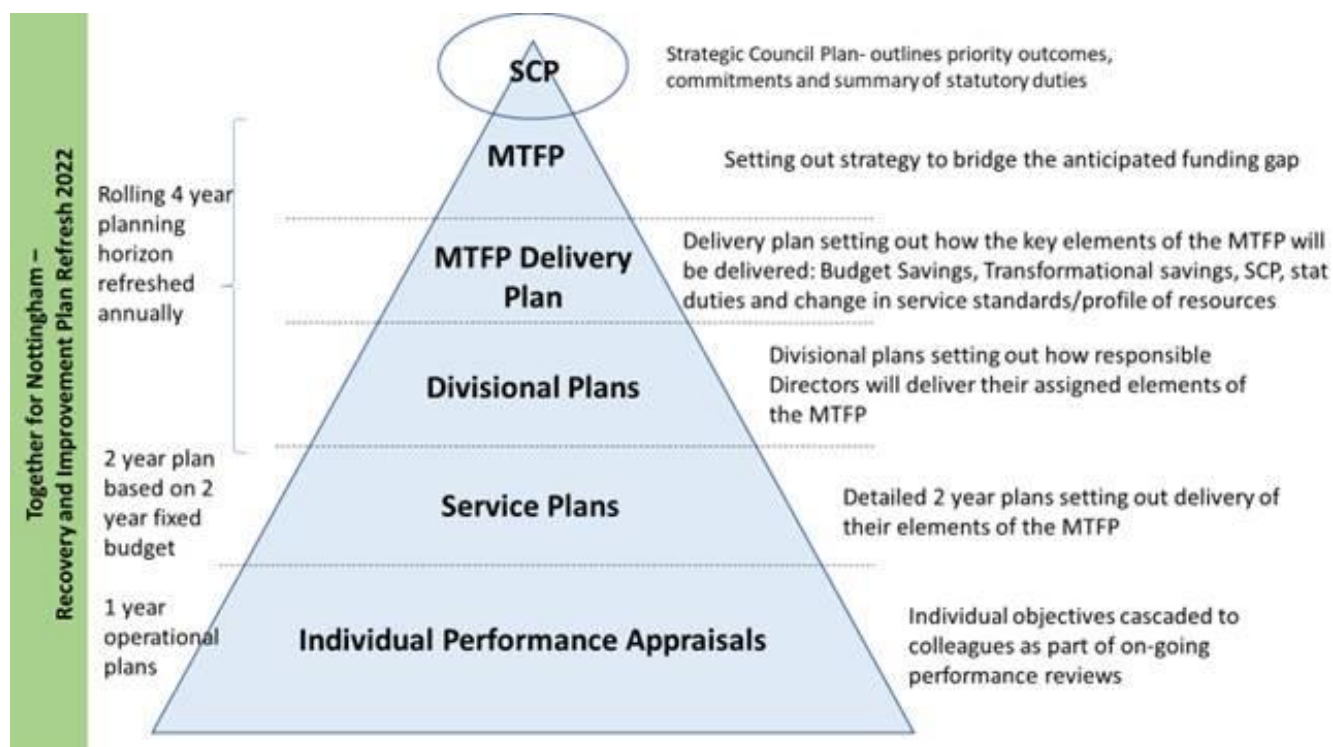 Together for Nottingham –
Recovery and Improvement Plan Refresh 2022
SCP
Strategic Council Plan- outlines priority outcomes,
commitments and summary of statutory duties
Rolling 4 year
planning
horizon
refreshed
annually
MTFP
Setting out strategy to bridge the anticipated funding gap
MTFP Delivery
Plan
Delivery plan setting out how the key elements of the MTFP will
be delivered: Budget Savings, Transformational savings, SCP, stat
duties and change in service standards/profile of resources
Divisional Plans
Divisional plans setting out how responsible
Directors will deliver their assigned elements of
the MTFP
2 year plan
based on 2
year fixed
budget
Service Plans
Detailed 2 year plans setting out delivery of
their elements of the MTFP
1 year
operational
plans
Individual Performance Appraisals
Individual objectives cascaded to
colleagues as part of on-going
performance reviews